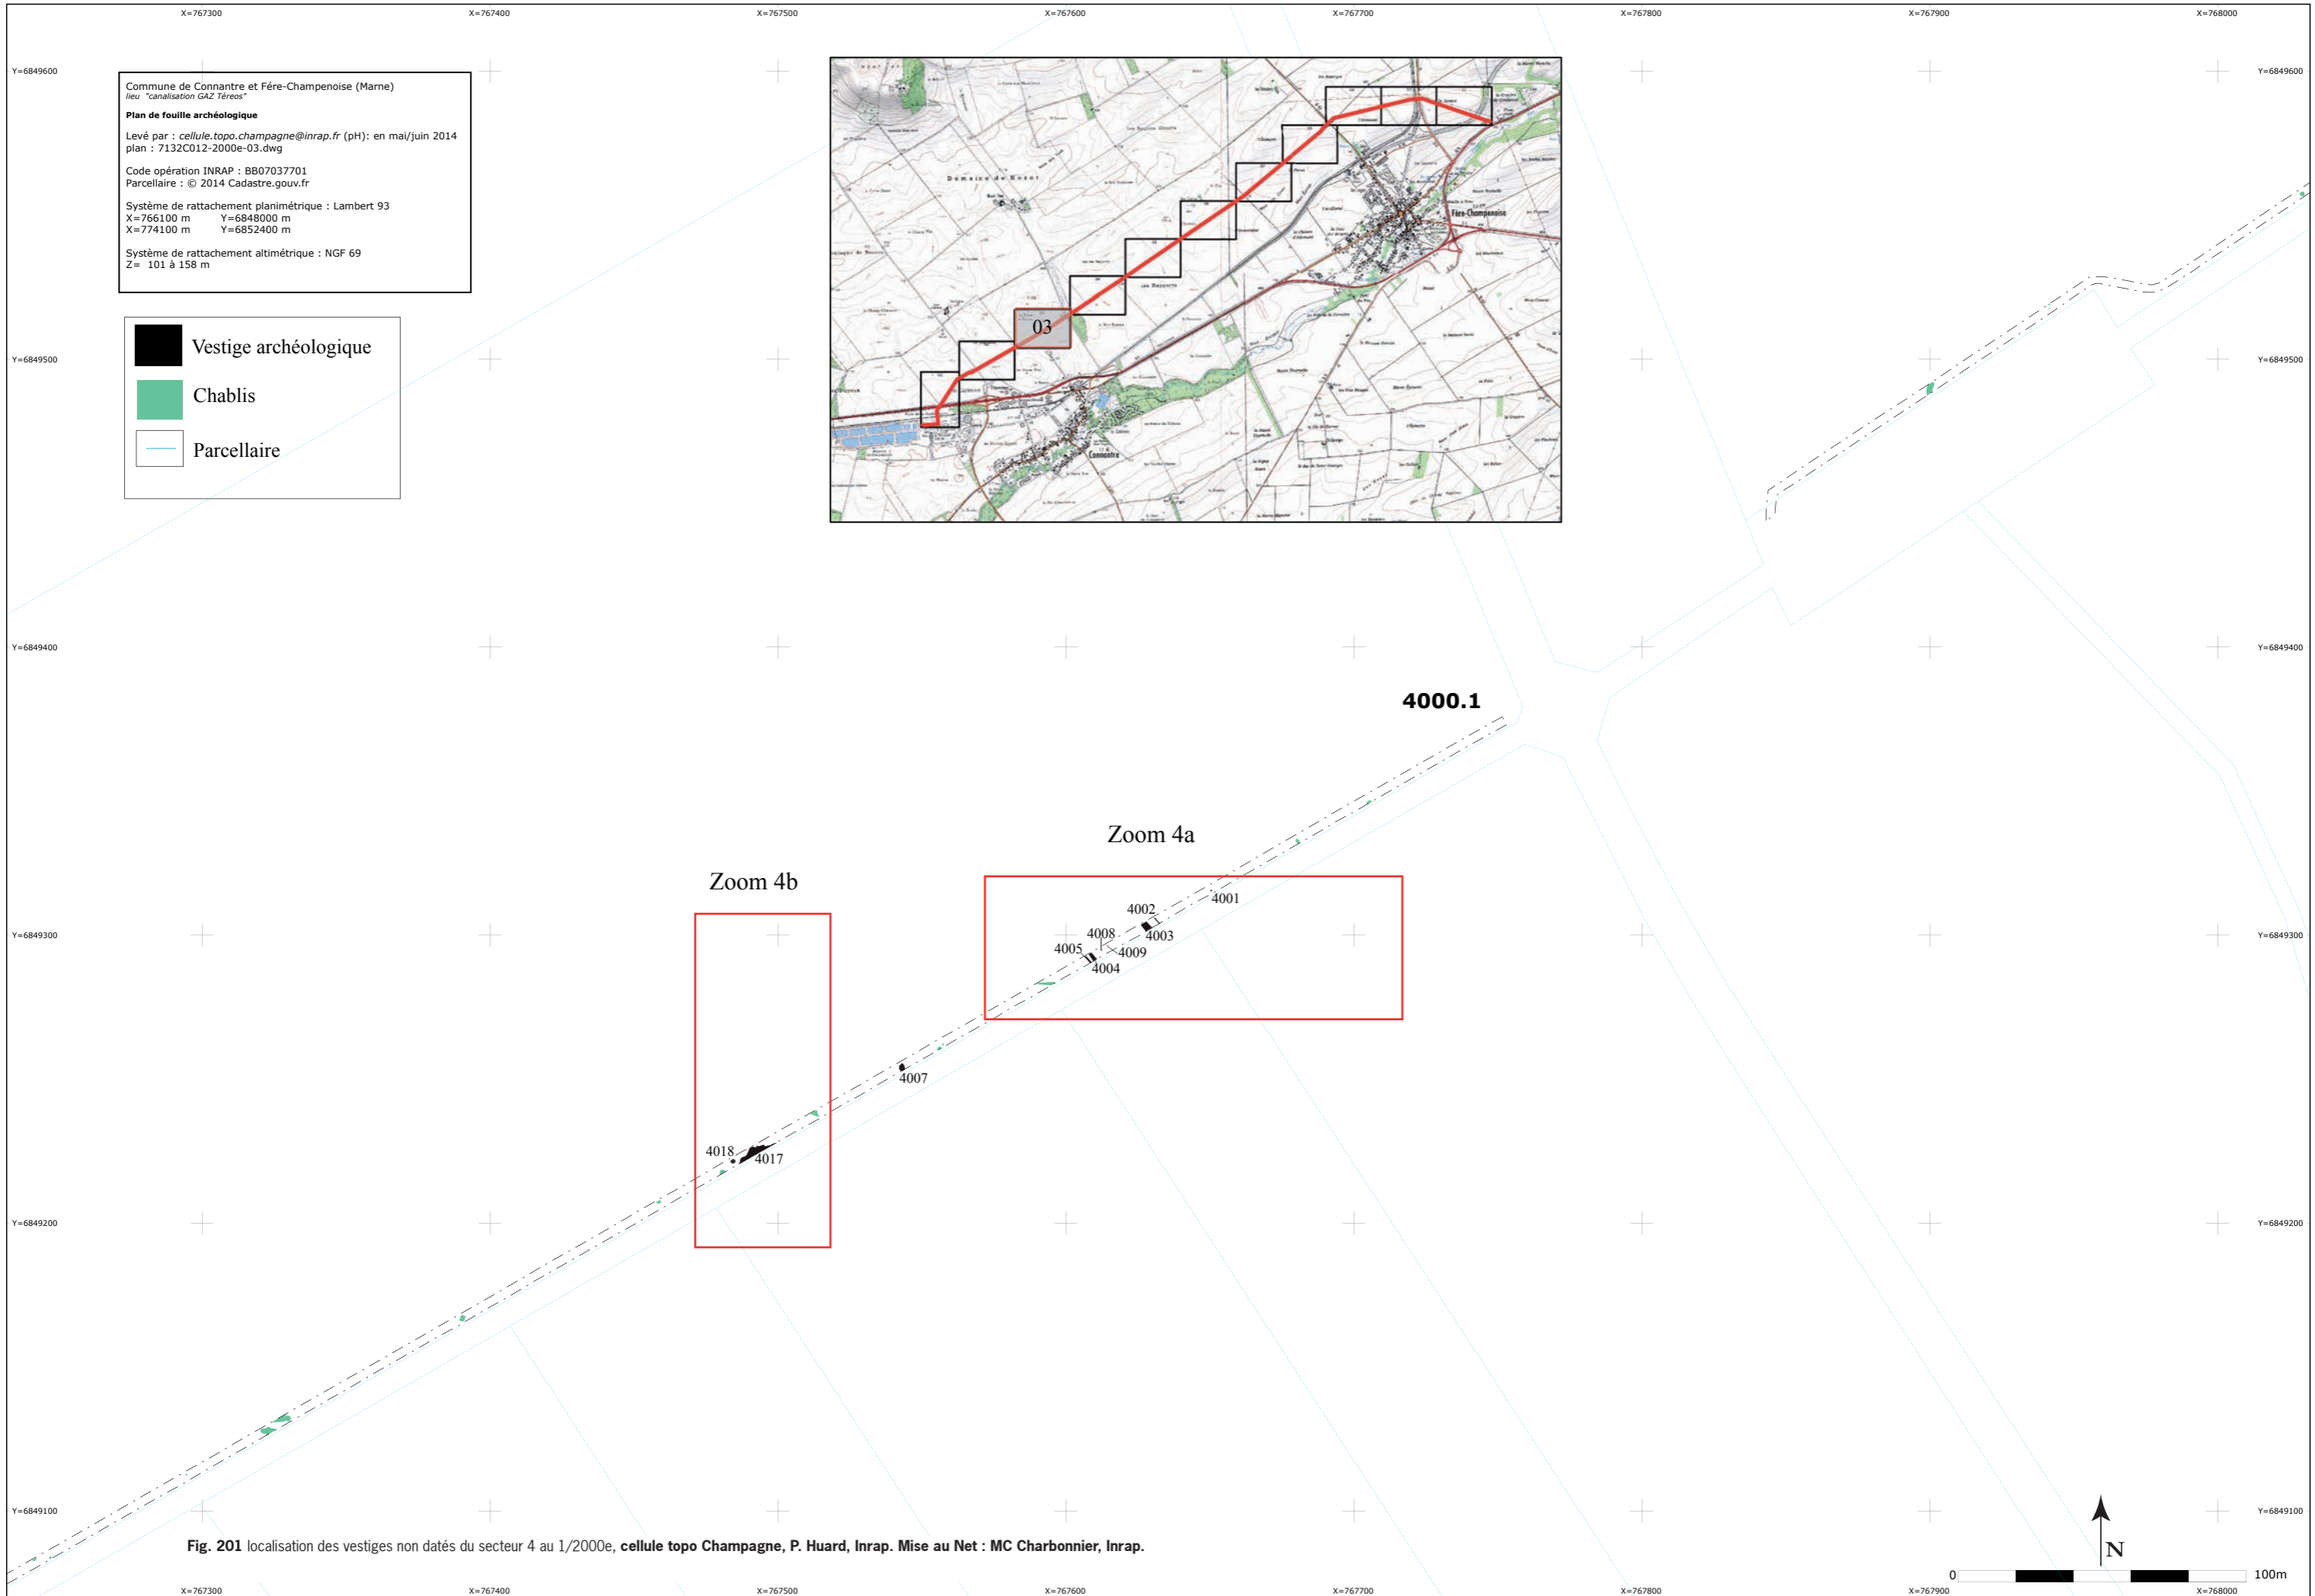 X=767300 X=767400 X=767500 X=767600 X=767700 X=767800 X=767900 X=768000
Y=6849600 Y=6849600
Commune de Connantre et Fére-Champenoise (Marne)
lieu "canalisation GAZ Téreos"
Plan de fouille archéologique
Levé par : cellule.topo.champagne@inrap.fr (pH): en mai/juin 2014
plan : 7132C012-2000e-03.dwg
Code opération INRAP : BB07037701
Parcellaire : © 2014 Cadastre.gouv.fr
Système de rattachement planimétrique : Lambert 93
X=766100 m Y=6848000 m
X=774100 m Y=6852400 m
Système de rattachement altimétrique : NGF 69
Z= 101 à 158 m
Domaine de Nozet
Fère-Champenoise
03
Connantre
Vestige archéologique
Chablis
Parcellaire
Y=6849500 Y=6849500
Y=6849400 Y=6849400
4000.1
Zoom 4a
Zoom 4b
4001
4002
4003
4008
4005
4009
4004
Y=6849300 Y=6849300
4007
4018
4017
Y=6849200 Y=6849200
Y=6849100 Y=6849100
N
Fig. 201 localisation des vestiges non datés du secteur 4 au 1/2000e, cellule topo Champagne, P. Huard, Inrap. Mise au Net : MC Charbonnier, Inrap.
0 100m
X=767300 X=767400 X=767500 X=767600 X=767700 X=767800 X=767900 X=768000